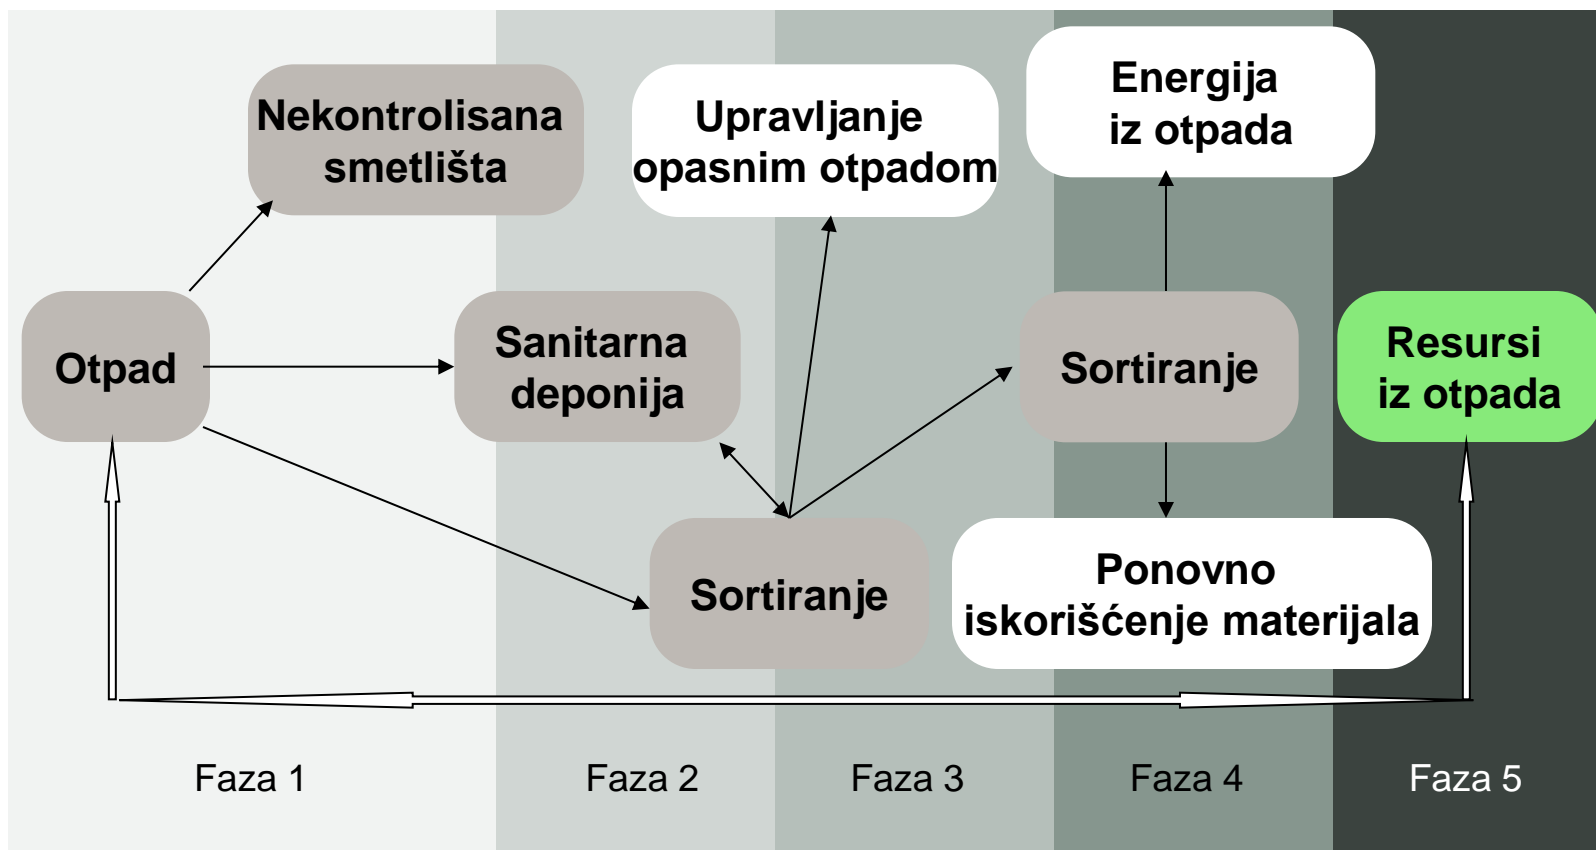 Nekontrolisana
smetlišta
Upravljanje
opasnim otpadom
Energija
iz otpada
Otpad
Sanitarna
deponija
Sortiranje
Resursi
iz otpada
Sortiranje
Ponovno
iskorišćenje materijala
Faza 1
Faza 2
Faza 3
Faza 4
Faza 5